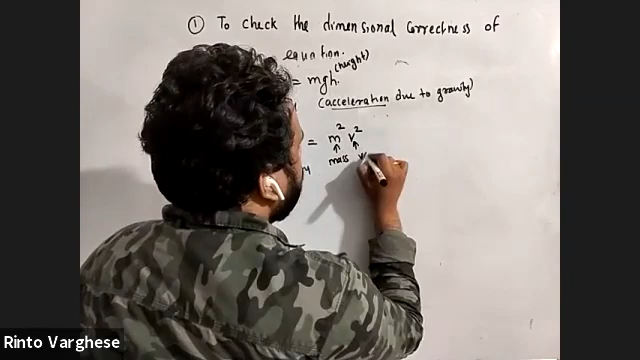 ① To check the dimensional correctness of
equation.
= mgh. (height)
(acceleration due to gravity)
= m² v²
↑ ↑
mass v
Rinto Varghese